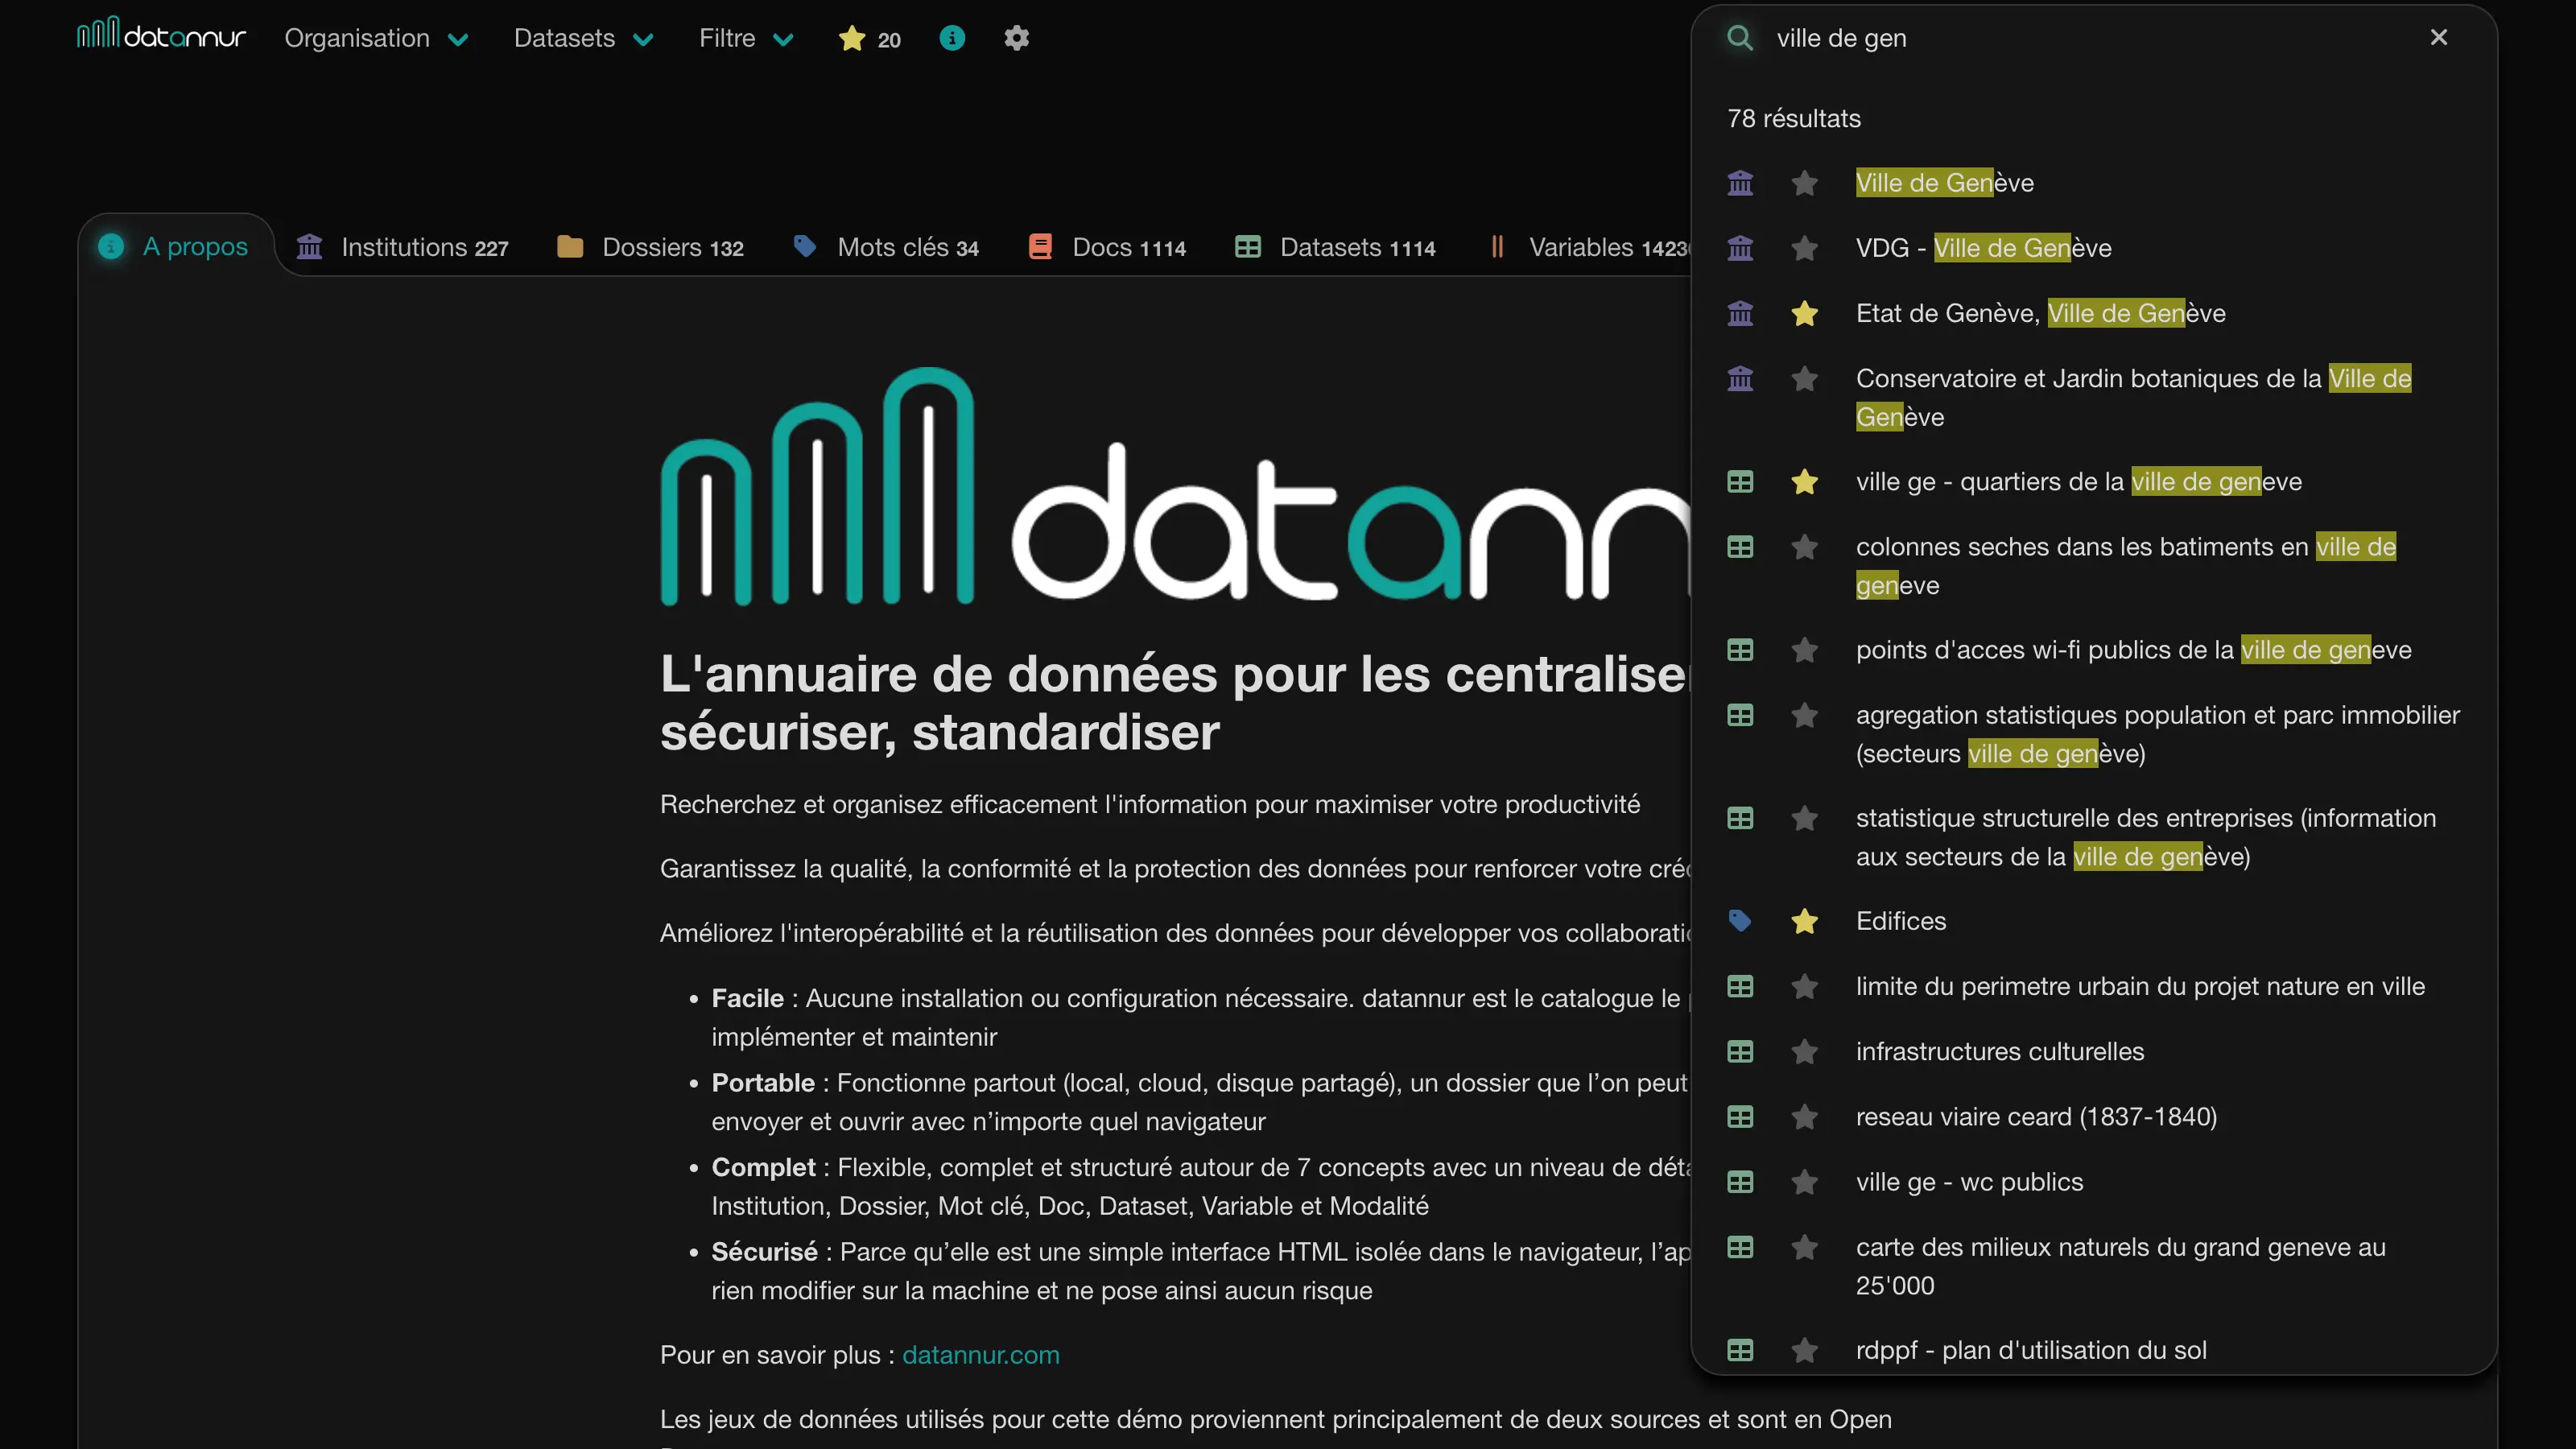 datannur Organisation Datasets Filtre 20
ville de gen
78 résultats
Ville de Genève
VDG - Ville de Genève
Etat de Genève, Ville de Genève
Conservatoire et Jardin botaniques de la Ville de
Genève
ville ge - quartiers de la ville de geneve
colonnes seches dans les batiments en ville de
geneve
points d'acces wi-fi publics de la ville de geneve
agregation statistiques population et parc immobilier
(secteurs ville de genève)
statistique structurelle des entreprises (information
aux secteurs de la ville de genève)
Edifices
limite du perimetre urbain du projet nature en ville
infrastructures culturelles
reseau viaire ceard (1837-1840)
ville ge - wc publics
carte des milieux naturels du grand geneve au
25'000
rdppf - plan d'utilisation du sol
A propos Institutions 227 Dossiers 132 Mots clés 34 Docs 1114 Datasets 1114 Variables 1423
datann
L'annuaire de données pour les centralise
sécuriser, standardiser
Recherchez et organisez efficacement l'information pour maximiser votre productivité
Garantissez la qualité, la conformité et la protection des données pour renforcer votre créd
Améliorez l'interopérabilité et la réutilisation des données pour développer vos collaborati
• Facile : Aucune installation ou configuration nécessaire. datannur est le catalogue le
implémenter et maintenir
• Portable : Fonctionne partout (local, cloud, disque partagé), un dossier que l’on peut
envoyer et ouvrir avec n’importe quel navigateur
• Complet : Flexible, complet et structuré autour de 7 concepts avec un niveau de déta
Institution, Dossier, Mot clé, Doc, Dataset, Variable et Modalité
• Sécurisé : Parce qu’elle est une simple interface HTML isolée dans le navigateur, l’ap
rien modifier sur la machine et ne pose ainsi aucun risque
Pour en savoir plus : datannur.com
Les jeux de données utilisés pour cette démo proviennent principalement de deux sources et sont en Open